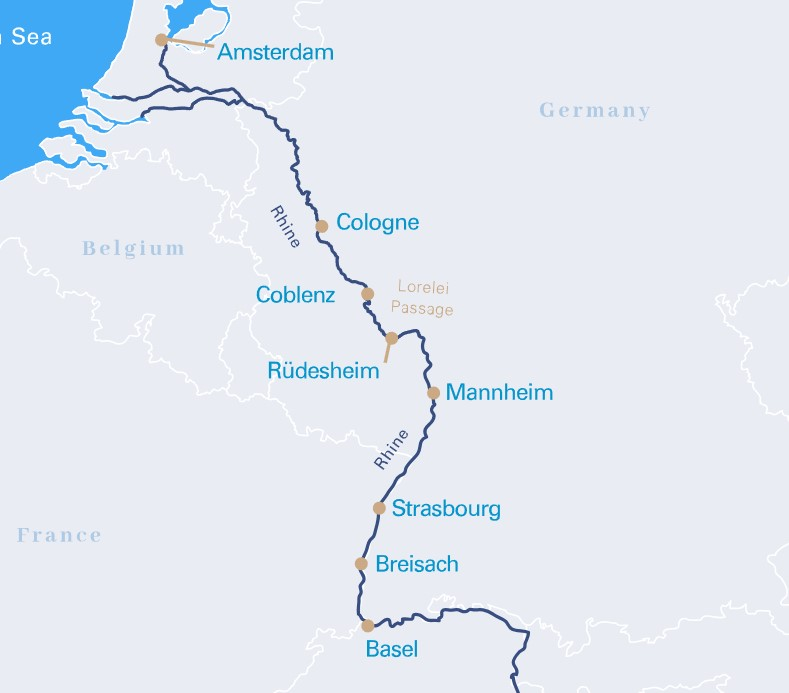 Sea
Amsterdam
Germany
Rhine
Cologne
Belgium
Coblenz
Lorelei
Passage
Rüdesheim
Mannheim
Rhine
Strasbourg
France
Breisach
Basel